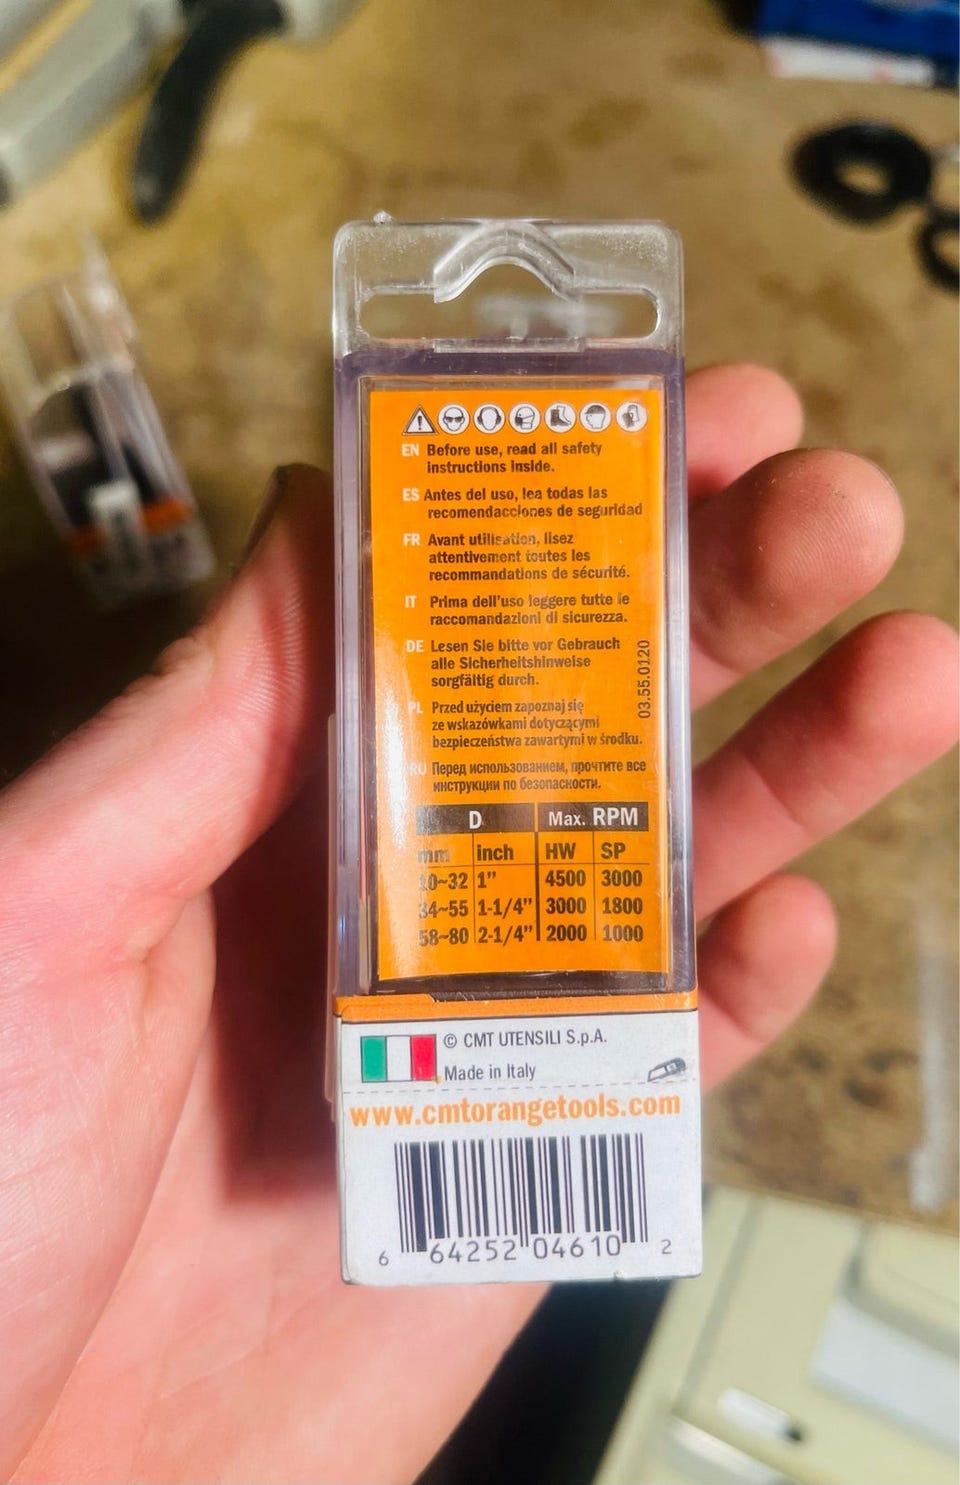 EN Before use, read all safety
instructions inside.
ES Antes del uso, lea todas las
recomendacciones de seguridad
FR Avant utilisation, lisez
attentivement toutes les
recommandations de sécurité.
IT Prima dell'uso leggere tutte le
raccomandazioni di sicurezza.
DE Lesen Sie bitte vor Gebrauch
alle Sicherheitshinweise
sorgfältig durch.
PL Przed użyciem zapoznaj się
ze wskazówkami dotyczącymi
bezpieczeństwa zawartymi w środku.
RU Перед использованием, прочтите все
инструкции по безопасности.
03.55.0120
D Max. RPM
mm inch HW SP
10~32 1" 4500 3000
34~55 1-1/4" 3000 1800
58~80 2-1/4" 2000 1000
© CMT UTENSILI S.p.A.
Made in Italy
www.cmtorangetools.com
6 64252 04610 2